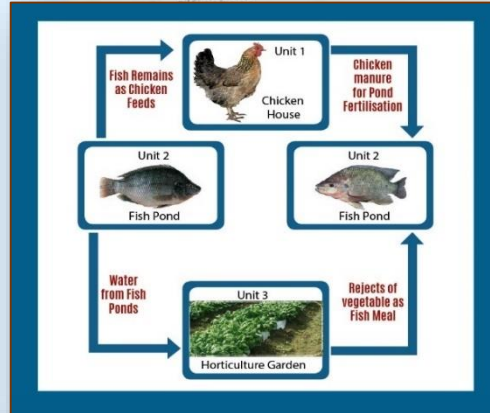 Unit 1
Chicken
House
Fish Remains
as Chicken
Feeds
Chicken
manure
for Pond
Fertilisation
Unit 2
Fish Pond
Unit 2
Fish Pond
Water
from Fish
Ponds
Unit 3
Horticulture Garden
Rejects of
vegetable as
Fish Meal